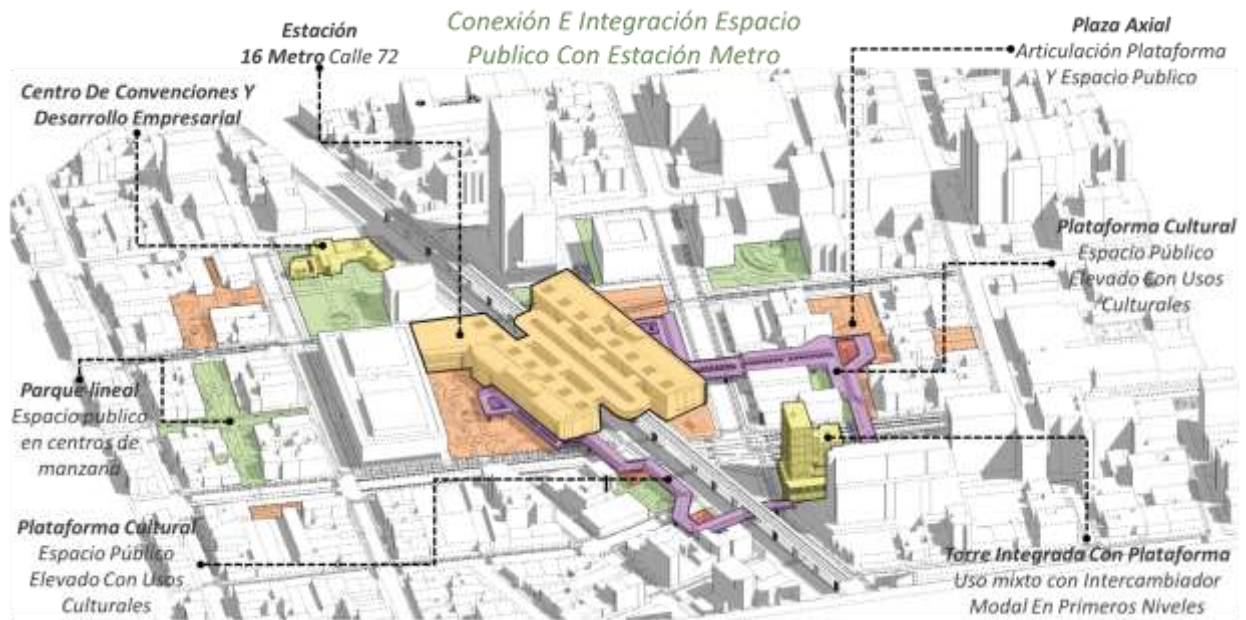 Conexión E Integración Espacio
Publico Con Estación Metro
Estación
16 Metro Calle 72
Plaza Axial
Articulación Plataforma
Y Espacio Publico
Centro De Convenciones Y
Desarrollo Empresarial
Plataforma Cultural
Espacio Público
Elevado Con Usos
Culturales
Parque lineal
Espacio publico
en centros de
manzana
Plataforma Cultural
Espacio Público
Elevado Con Usos
Culturales
Torre Integrada Con Plataforma
Uso mixto con Intercambiador
Modal En Primeros Niveles